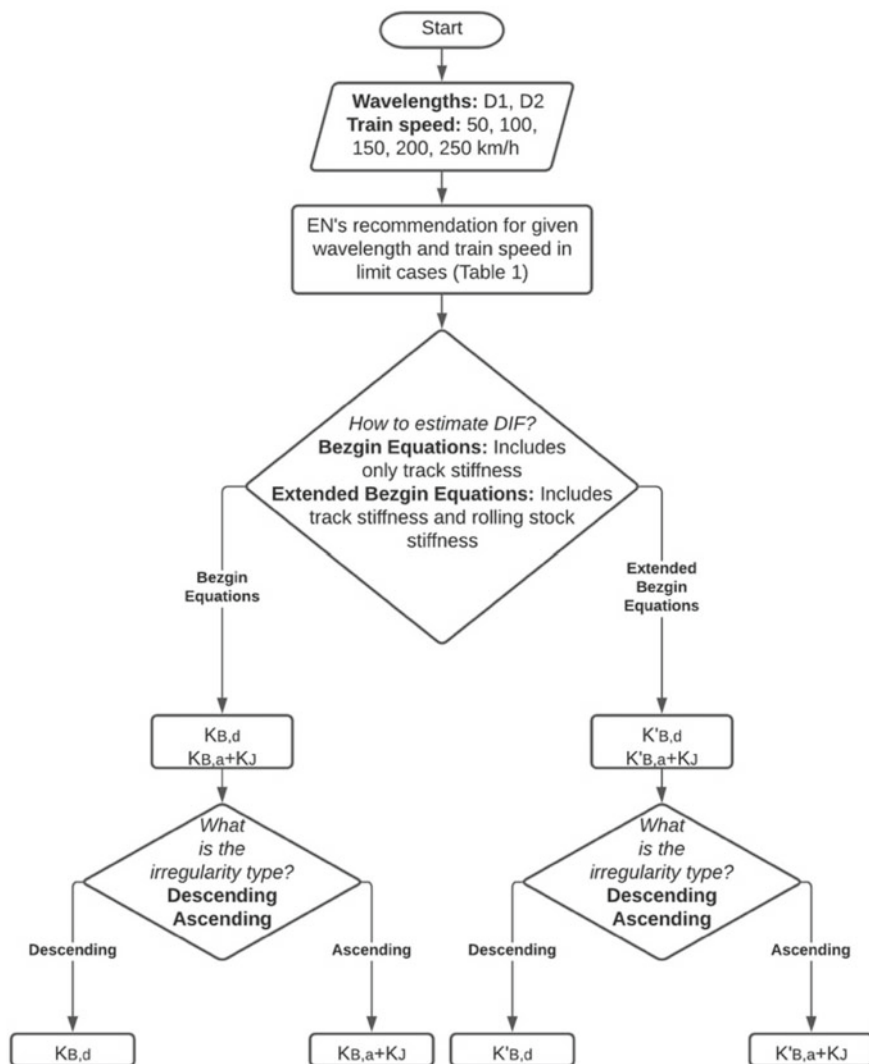 Start
Wavelengths: D1, D2
Train speed: 50, 100,
150, 200, 250 km/h
EN's recommendation for given
wavelength and train speed in
limit cases (Table 1)
How to estimate DIF?
Bezgin Equations: Includes
only track stiffness
Extended Bezgin Equations: Includes
track stiffness and rolling stock
stiffness
Bezgin
Equations
Extended
Bezgin
Equations
KB,d
KB,a+KJ
K'B,d
K'B,a+KJ
What
is the
irregularity type?
Descending
Ascending
What
is the
irregularity type?
Descending
Ascending
Descending
Ascending
Descending
Ascending
KB,d
KB,a+KJ
K'B,d
K'B,a+KJ